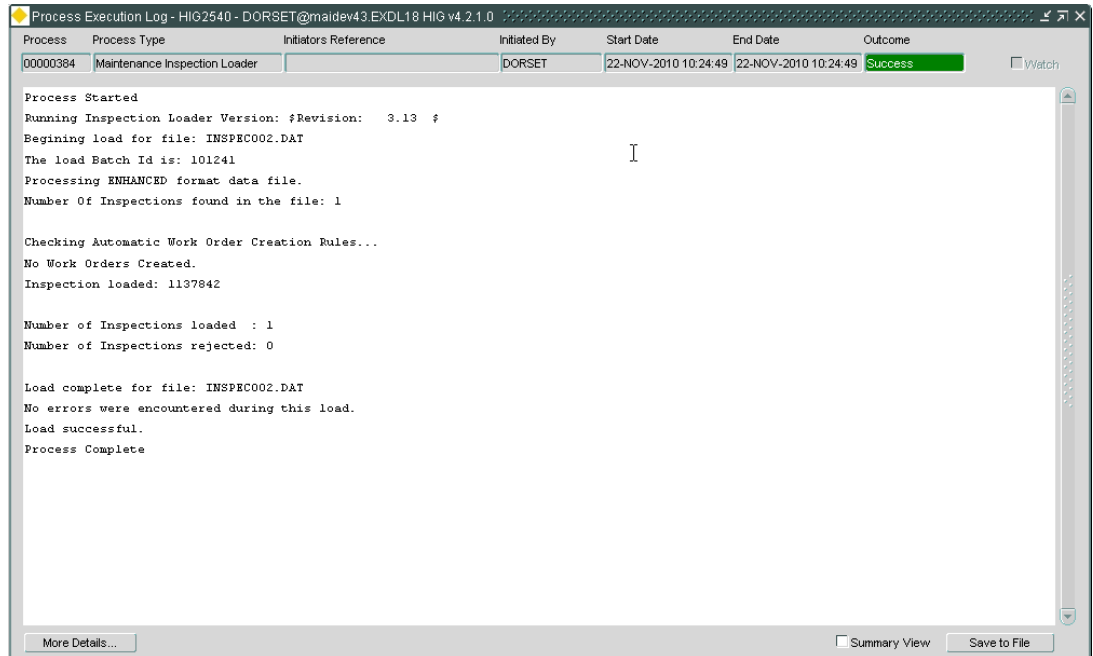 Process Execution Log - HIG2540 - DORSET@maidev43.EXDL18 HIG v4.2.1.0
Process Process Type Initiators Reference Initiated By Start Date End Date Outcome
00000384 Maintenance Inspection Loader DORSET 22-NOV-2010 10:24:49 22-NOV-2010 10:24:49 Success Watch
Process Started
Running Inspection Loader Version: $Revision: 3.13 $
Begining load for file: INSPEC002.DAT
The load Batch Id is: 101241
Processing ENHANCED format data file.
Number Of Inspections found in the file: 1
Checking Automatic Work Order Creation Rules...
No Work Orders Created.
Inspection loaded: 1137842
Number of Inspections loaded : 1
Number of Inspections rejected: 0
Load complete for file: INSPEC002.DAT
No errors were encountered during this load.
Load successful.
Process Complete
More Details... Summary View Save to File